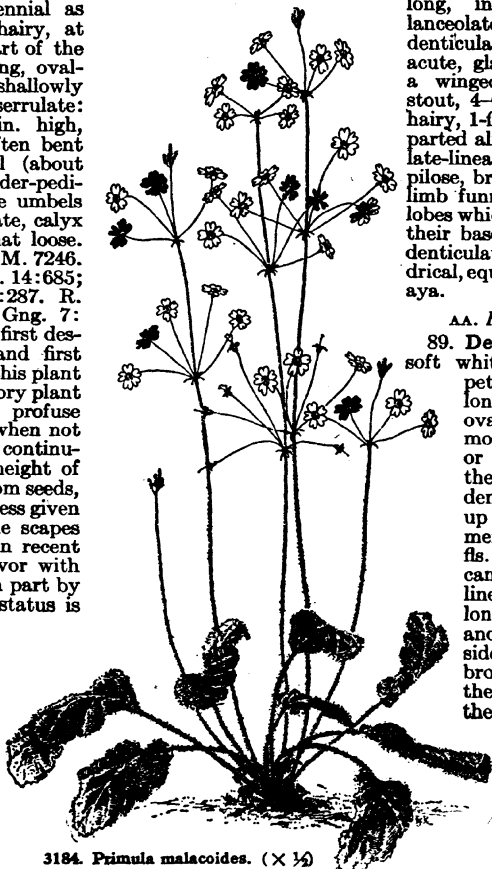 ennial as
hairy, at
rt of the
ng, oval-
shallowly
serrulate:
in. high,
ften bent
l (about
der-pedi-
e umbels
ate, calyx
at loose.
M. 7246.
. 14:685;
:287. R.
Gng. 7:
first des-
and first
his plant
ory plant
profuse
when not
continu-
height of
om seeds,
ess given
e scapes
n recent
vor with
part by
status is
3184. Primula malacoides. (× ½)
long, in
lanceolate
denticula
acute, gla
a winged
stout, 4–
hairy, 1-f
parted al
late-linea
pilose, br
limb funn
lobes whic
their base
denticulat
drical, equ
aya.
AA.
89. De
soft whit
pet
lon
ova
mo
or
the
den
up
me
fls.
can
line
lon
and
side
bro
the
the